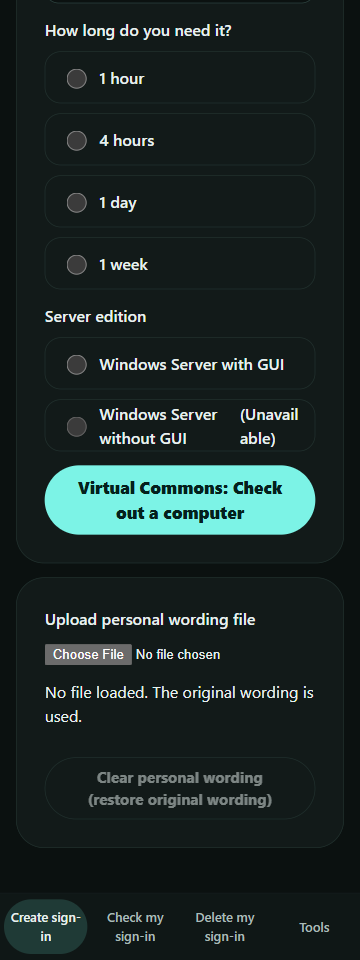 How long do you need it?
1 hour
4 hours
1 day
1 week
Server edition
Windows Server with GUI
Windows Server
without GUI
(Unavail
able)
Virtual Commons: Check
out a computer
Upload personal wording file
Choose File No file chosen
No file loaded. The original wording is
used.
Clear personal wording
(restore original wording)
Create sign-
in
Check my
sign-in
Delete my
sign-in
Tools